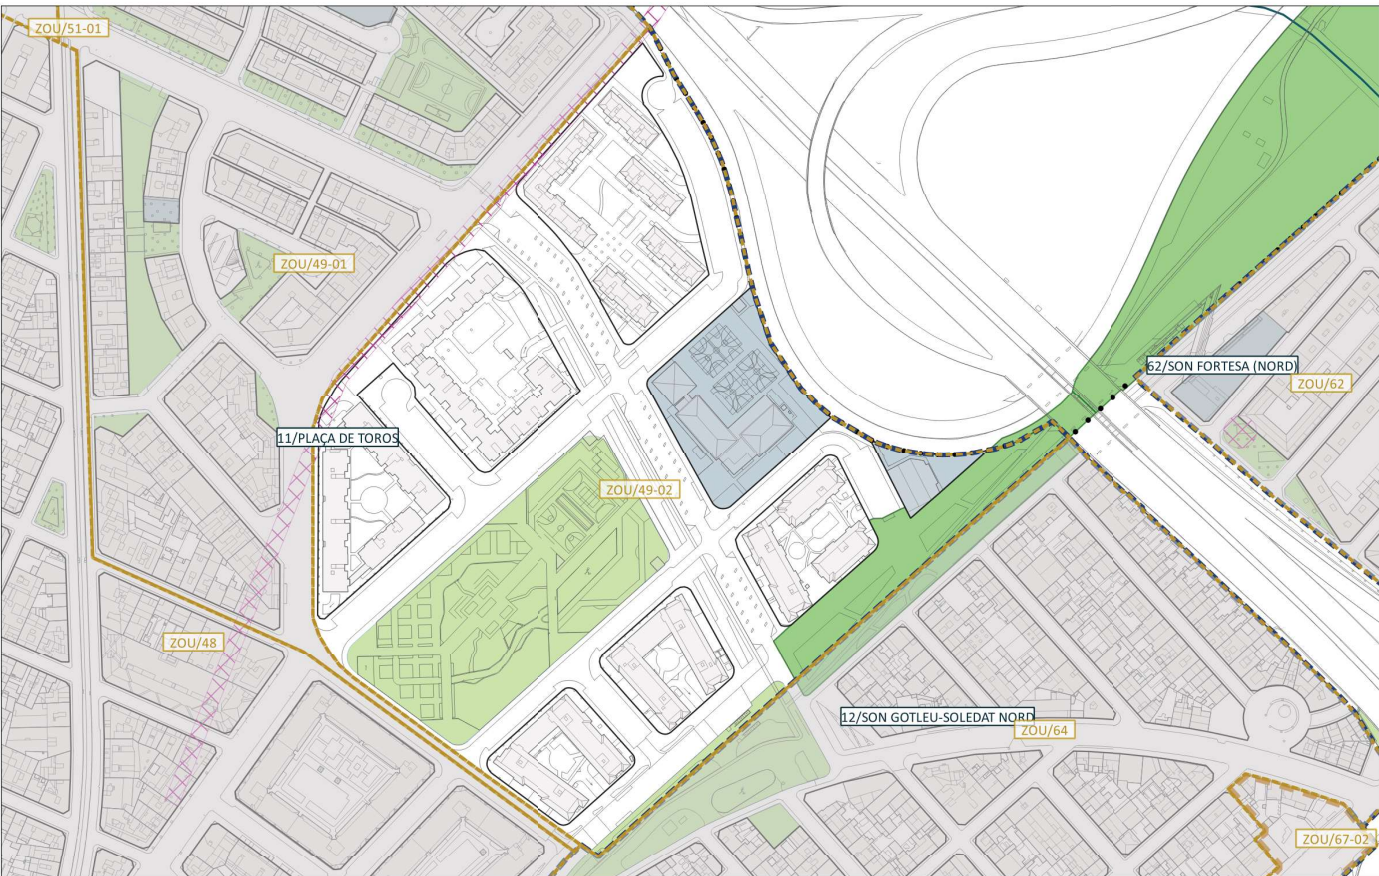 ZOU/51-01
ZOU/49-01
62/SON FORTESA (NORD)
ZOU/62
11/PLAÇA DE TOROS
ZOU/49-02
ZOU/48
12/SON GOTLEU-SOLEDAT NORD
ZOU/64
ZOU/67-02